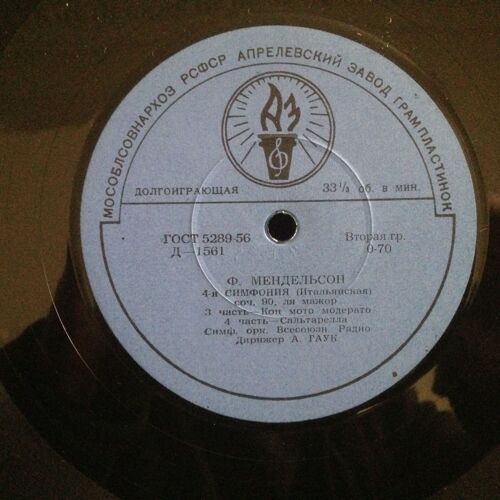 МОСОБЛСОВНАРХОЗ РСФСР АПРЕЛЕВСКИЙ ЗАВОД ГРАМПЛАСТИНОК
АЗ
ДОЛГОИГРАЮЩАЯ 33⅓ об. в мин.
ГОСТ 5289-56 Вторая гр.
Д—1561 0-70
Ф. МЕНДЕЛЬСОН
4-я СИМФОНИЯ (Итальянская)
соч. 90, ля мажор
3 часть—Кон мото модерато
4 часть—Сальтарелла
Симф. орк. Всесоюзн Радио
Дирижер А. ГАУК